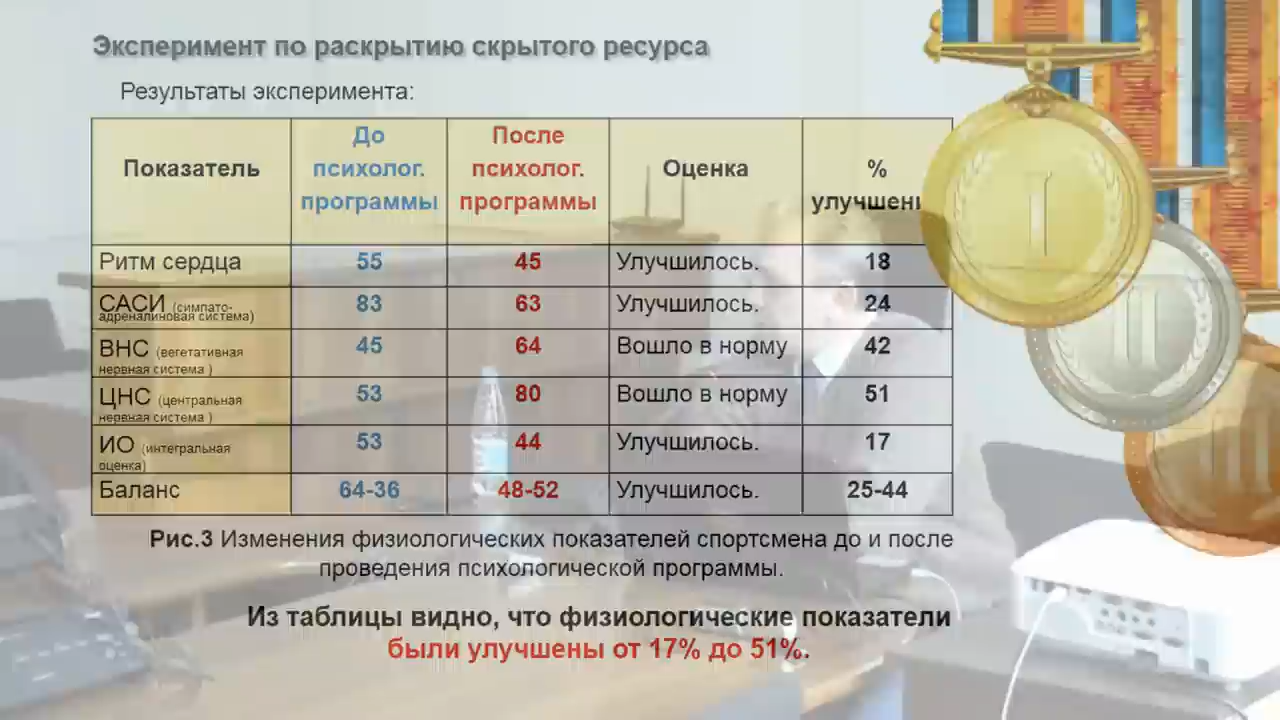 Эксперимент по раскрытию скрытого ресурса
Результаты эксперимента:
Показатель
До
психолог.
программы
После
психолог.
программы
Оценка
%
улучшени
Ритм сердца 55 45 Улучшилось. 18
САСИ (симпато-
адреналиновая система) 83 63 Улучшилось. 24
ВНС (вегетативная
нервная система ) 45 64 Вошло в норму 42
ЦНС (центральная
нервная система ) 53 80 Вошло в норму 51
ИО (интегральная
оценка) 53 44 Улучшилось. 17
Баланс 64-36 48-52 Улучшилось. 25-44
Рис.3 Изменения физиологических показателей спортсмена до и после
проведения психологической программы.
Из таблицы видно, что физиологические показатели
были улучшены от 17% до 51%.
I
II
III